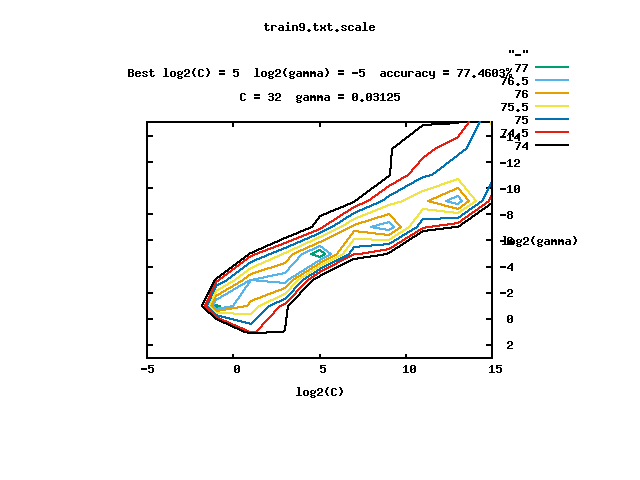 train9.txt.scale
"-"
Best log2(C) = 5  log2(gamma) = -5  accuracy = 77.4603%
77
76.5
C = 32  gamma = 0.03125
76
75.5
75
74.5
74
-14
-12
-10
-8
-6
log2(gamma)
-4
-2
0
2
-5 0 5 10 15
log2(C)